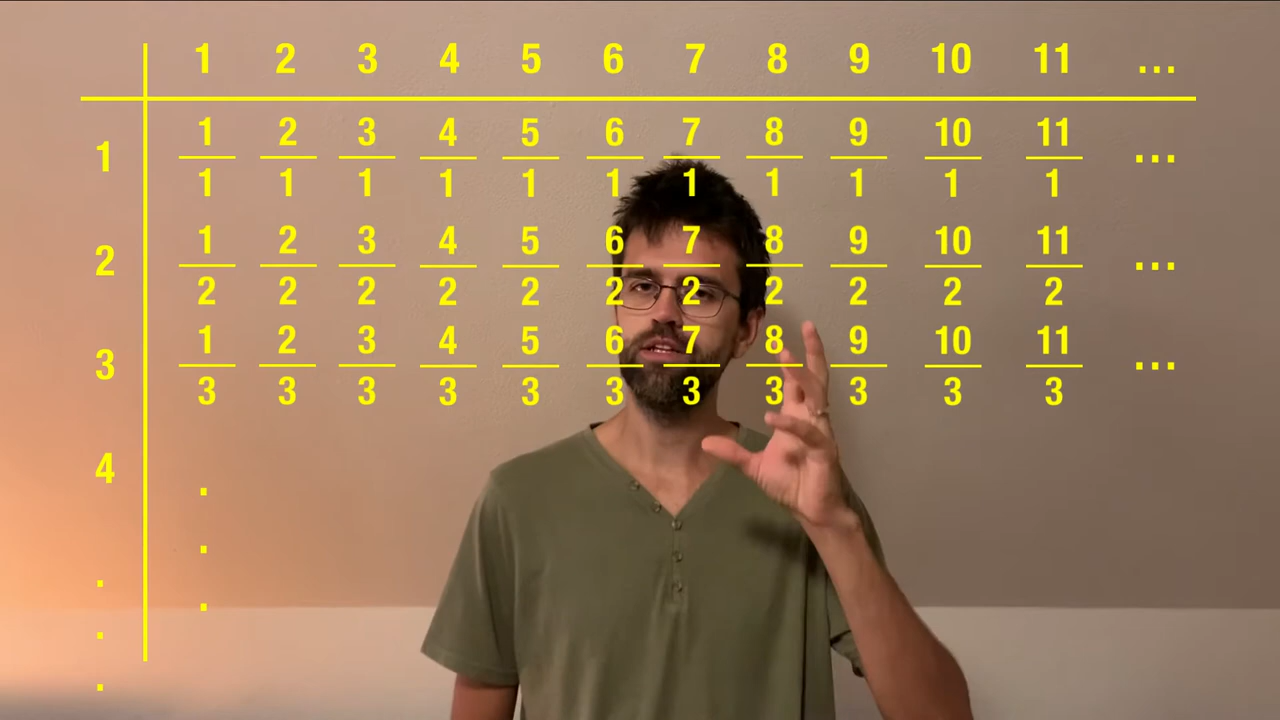 1 2 3 4 5 6 7 8 9 10 11 ...
1 1/1 2/1 3/1 4/1 5/1 6/1 7/1 8/1 9/1 10/1 11/1 ...
2 1/2 2/2 3/2 4/2 5/2 6/2 7/2 8/2 9/2 10/2 11/2 ...
3 1/3 2/3 3/3 4/3 5/3 6/3 7/3 8/3 9/3 10/3 11/3 ...
4 .
.
.
.
.
.